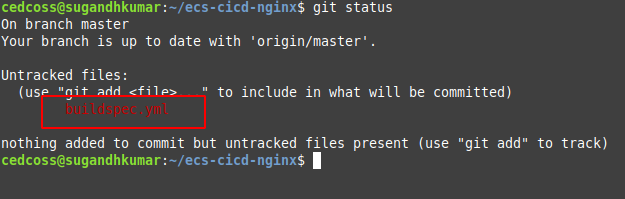 cedcoss@sugandhkumar:~/ecs-cicd-nginx$ git status
On branch master
Your branch is up to date with 'origin/master'.
Untracked files:
(use "git add <file>..." to include in what will be committed)
buildspec.yml
nothing added to commit but untracked files present (use "git add" to track)
cedcoss@sugandhkumar:~/ecs-cicd-nginx$